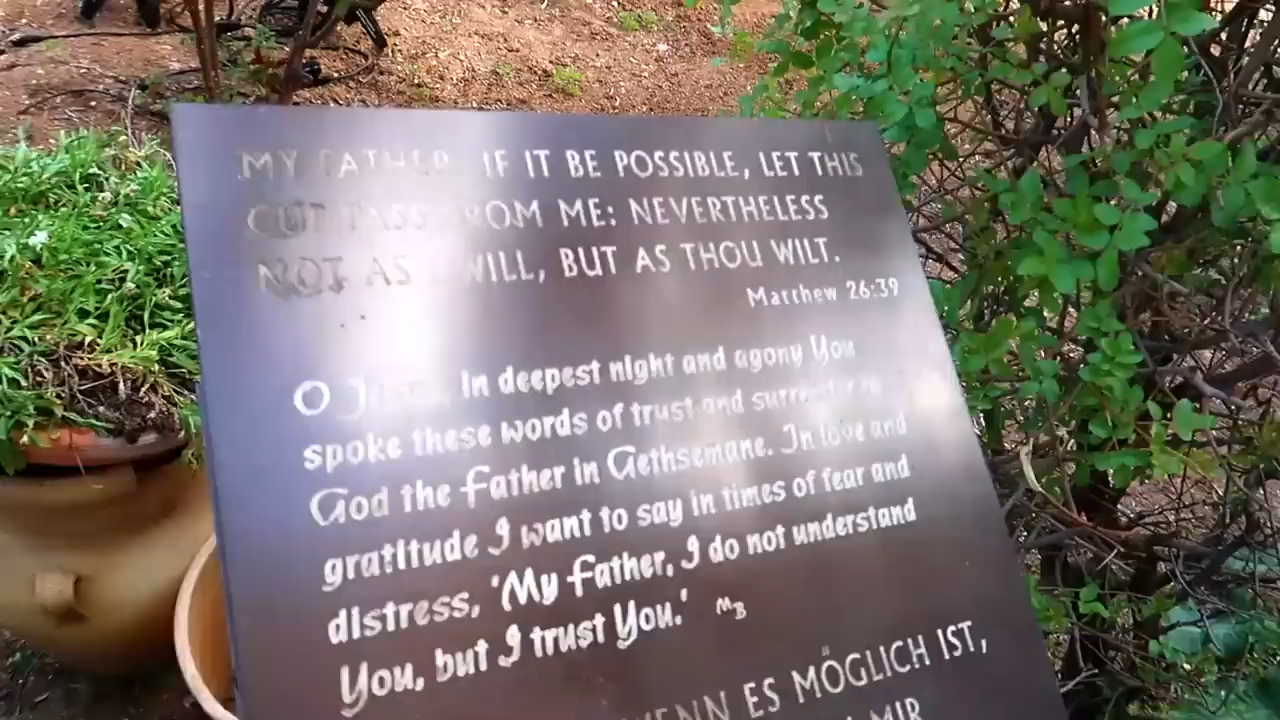 MY FATHER, IF IT BE POSSIBLE, LET THIS
CUP PASS FROM ME: NEVERTHELESS
NOT AS I WILL, BUT AS THOU WILT.
Matthew 26:39
O Jesus, in deepest night and agony You
spoke these words of trust and surrender to
God the Father in Gethsemane. In love and
gratitude I want to say in times of fear and
distress, 'My Father, I do not understand
You, but I trust You.' MB
WENN ES MÖGLICH IST,
MIR